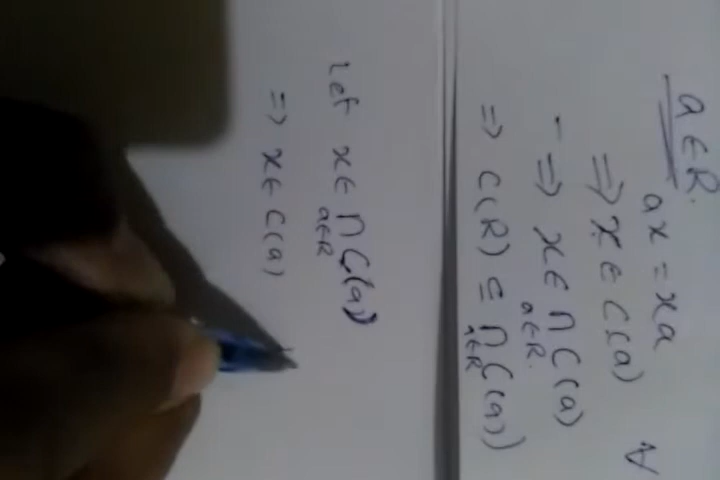 a ∈ R.
ax = xa ∀
⇒ x ∈ C(a)
⇒ x ∈ ∩ C(a)
a∈R.
⇒ C(R) ⊆ ∩ C(a))
a∈R
Let x ∈ ∩ C(a))
a∈R
⇒ x ∈ C(a)